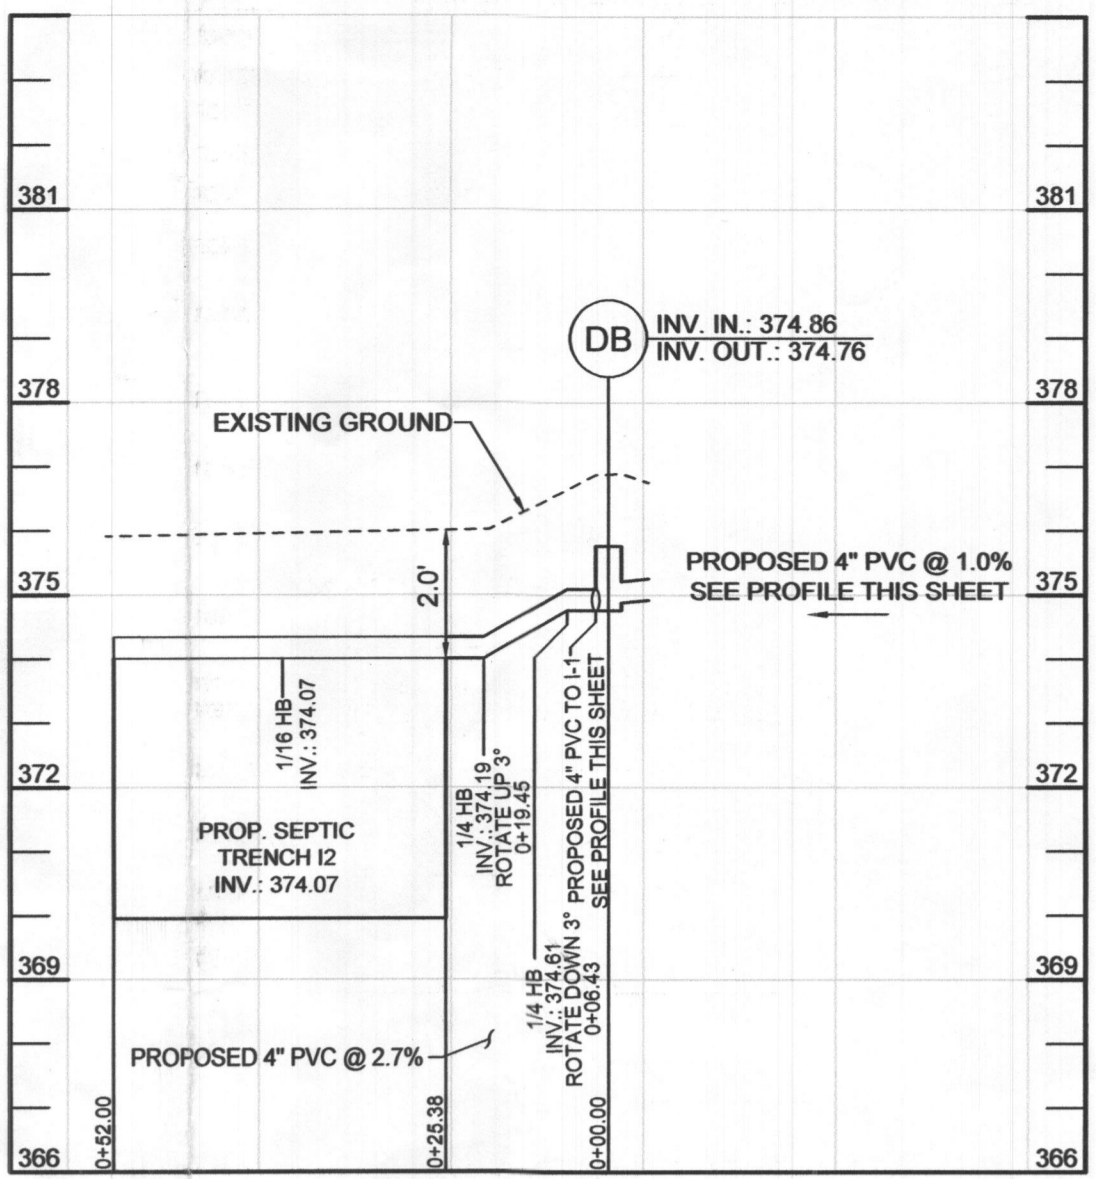 381
381
DB
INV. IN.: 374.86
INV. OUT.: 374.76
378
378
EXISTING GROUND
375
375
2.0'
PROPOSED 4" PVC @ 1.0%
SEE PROFILE THIS SHEET
1/16 HB
INV.: 374.07
1/4 HB
INV.: 374.19
ROTATE UP 3°
0+19.45
1/4 HB
INV.: 374.61
ROTATE DOWN 3°
0+06.43
PROPOSED 4" PVC TO I-1
SEE PROFILE THIS SHEET
372
372
PROP. SEPTIC
TRENCH I2
INV.: 374.07
369
369
PROPOSED 4" PVC @ 2.7%
0+52.00
0+25.38
0+00.00
366
366